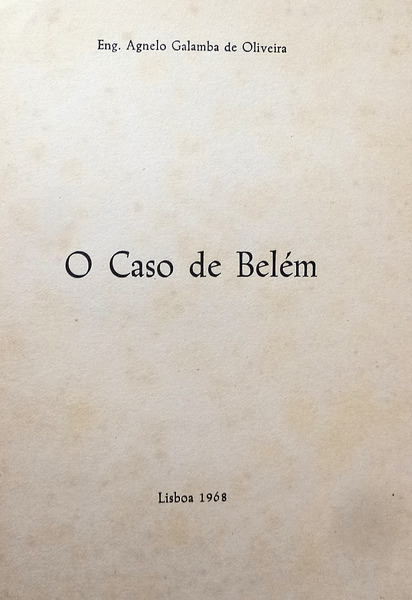 Eng. Agnelo Galamba de Oliveira
O Caso de Belém
Lisboa 1968